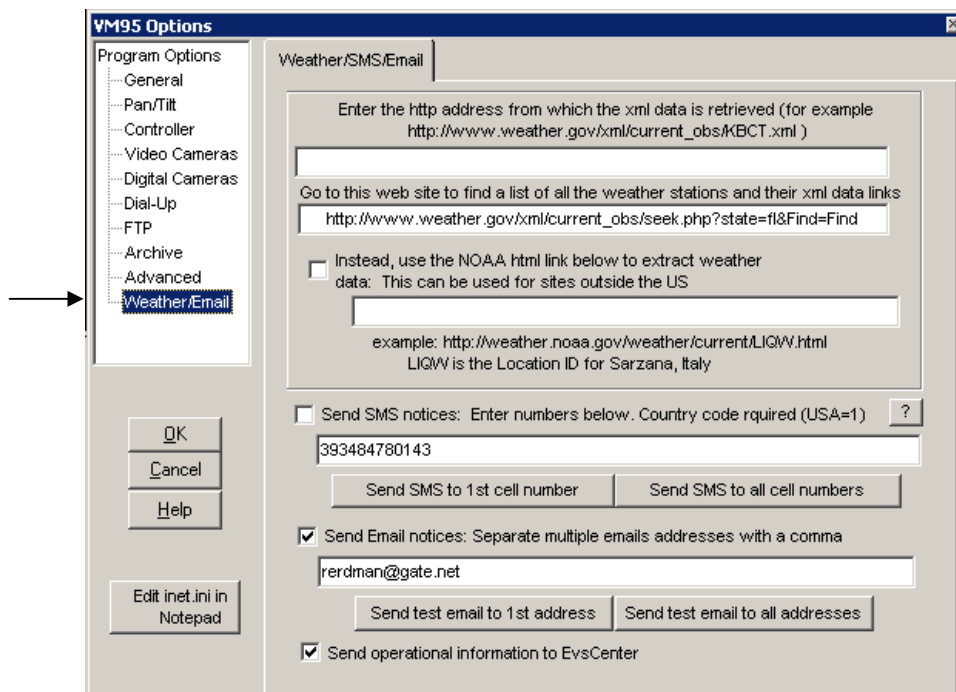 VM95 Options
Program Options
General
Pan/Tilt
Controller
Video Cameras
Digital Cameras
Dial-Up
FTP
Archive
Advanced
Weather/Email
OK
Cancel
Help
Edit inet.ini in
Notepad
Weather/SMS/Email
Enter the http address from which the xml data is retrieved (for example
http://www.weather.gov/xml/current_obs/KBCT.xml )
Go to this web site to find a list of all the weather stations and their xml data links
http://www.weather.gov/xml/current_obs/seek.php?state=fl&Find=Find
Instead, use the NOAA html link below to extract weather
data: This can be used for sites outside the US
example: http://weather.noaa.gov/weather/current/LIQW.html
LIQW is the Location ID for Sarzana, Italy
Send SMS notices: Enter numbers below. Country code rquired (USA=1)
?
393484780143
Send SMS to 1st cell number
Send SMS to all cell numbers
Send Email notices: Separate multiple emails addresses with a comma
rerdman@gate.net
Send test email to 1st address
Send test email to all addresses
Send operational information to EvsCenter